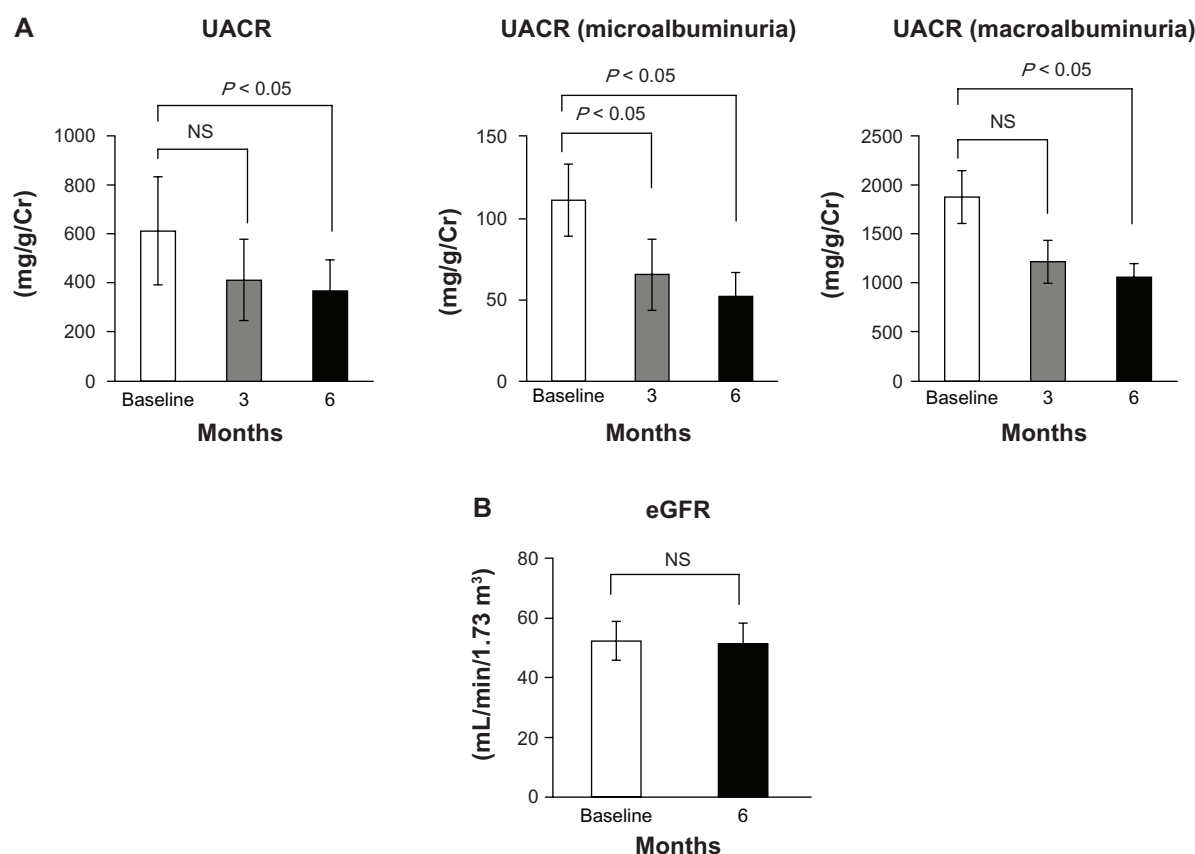 A
UACR
P < 0.05
NS
1000
800
600
400
200
0
(mg/g/Cr)
Baseline 3 6
Months
UACR (microalbuminuria)
P < 0.05
P < 0.05
150
100
50
0
(mg/g/Cr)
Baseline 3 6
Months
UACR (macroalbuminuria)
P < 0.05
NS
2500
2000
1500
1000
500
0
(mg/g/Cr)
Baseline 3 6
Months
B
eGFR
NS
80
60
40
20
0
(mL/min/1.73 m³)
Baseline 6
Months